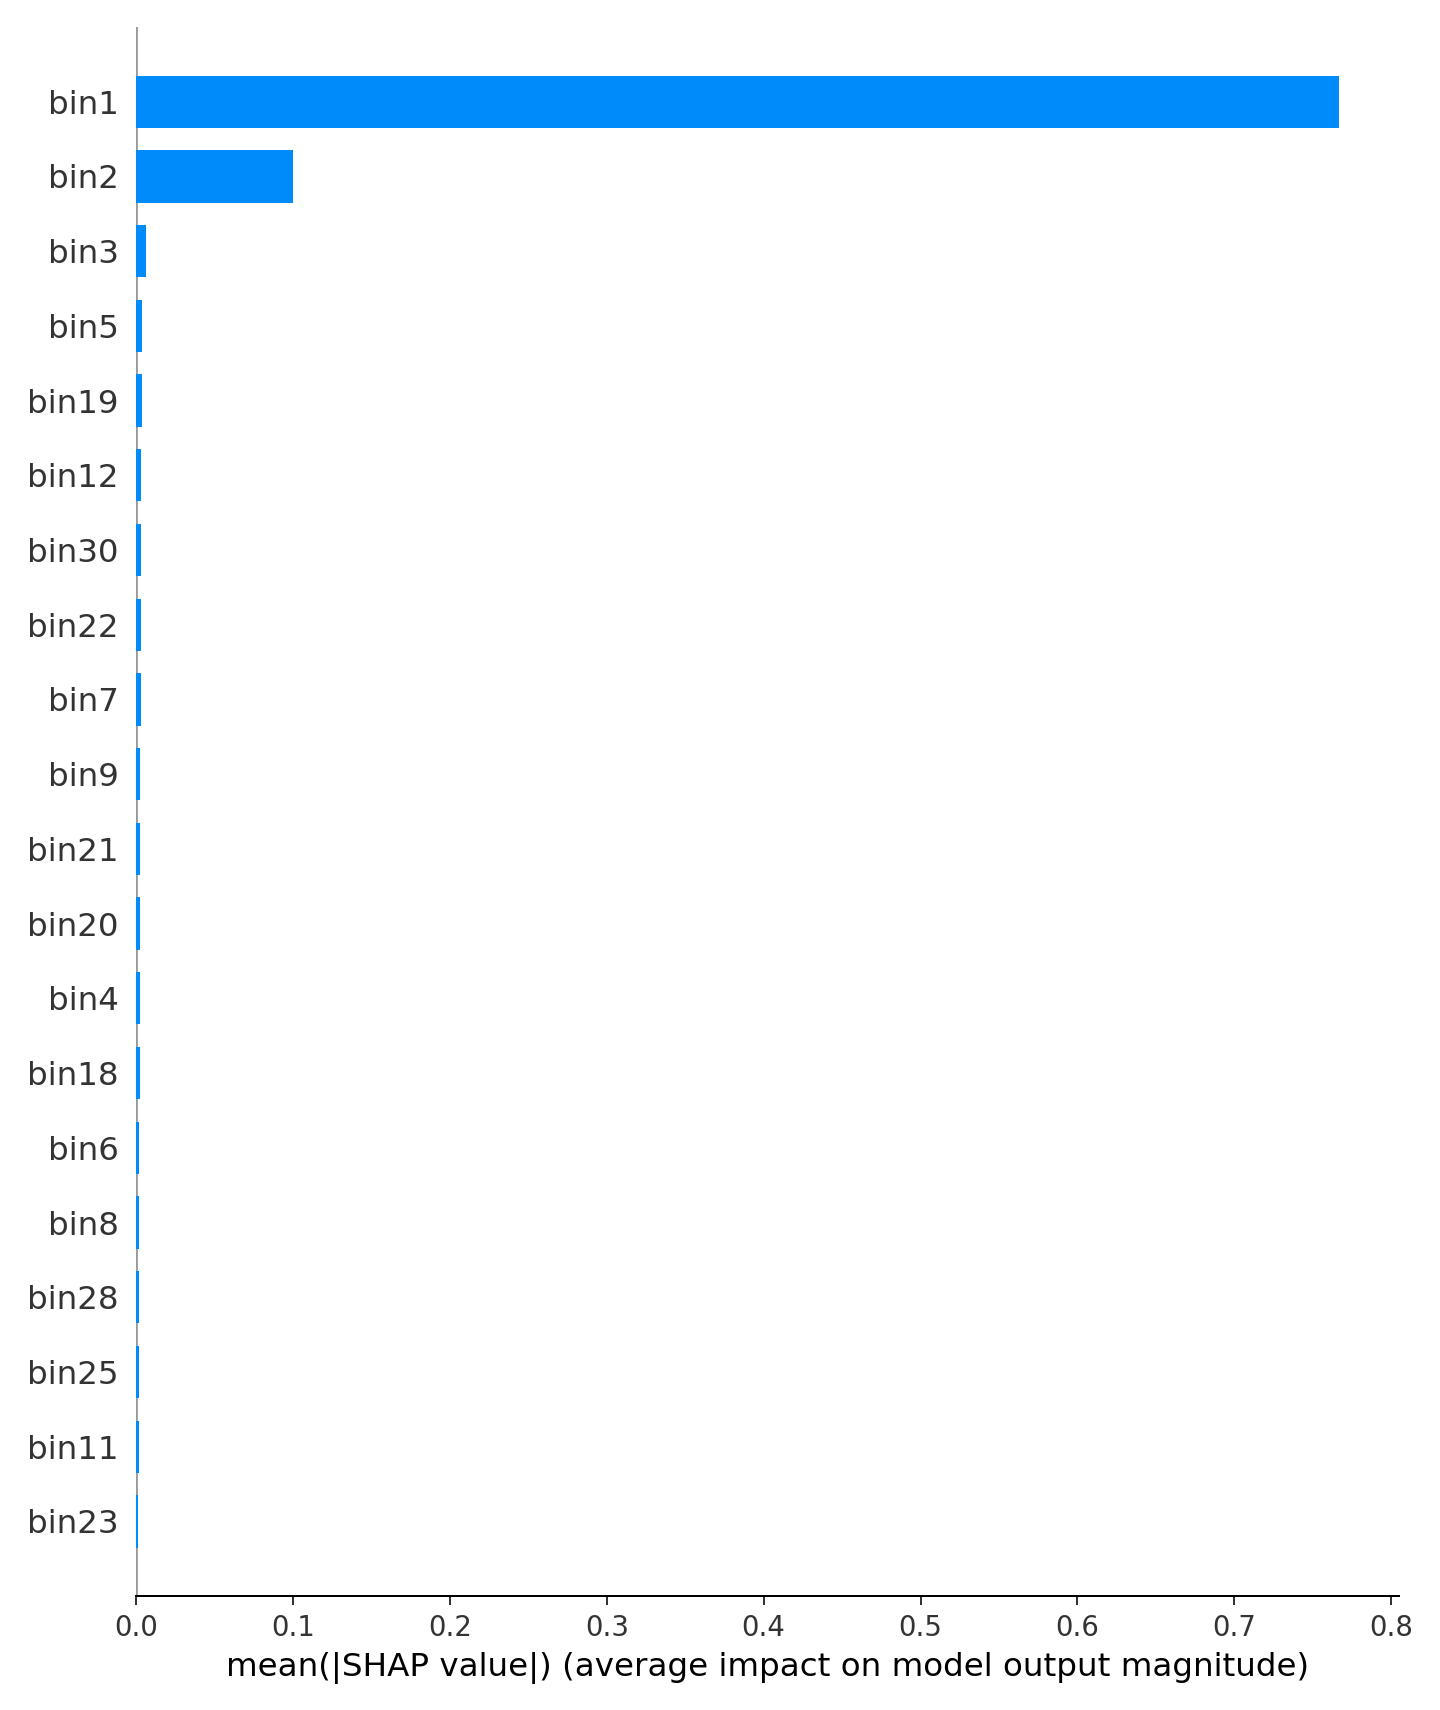 bin1
bin2
bin3
bin5
bin19
bin12
bin30
bin22
bin7
bin9
bin21
bin20
bin4
bin18
bin6
bin8
bin28
bin25
bin11
bin23
0.0 0.1 0.2 0.3 0.4 0.5 0.6 0.7 0.8
mean(|SHAP value|) (average impact on model output magnitude)